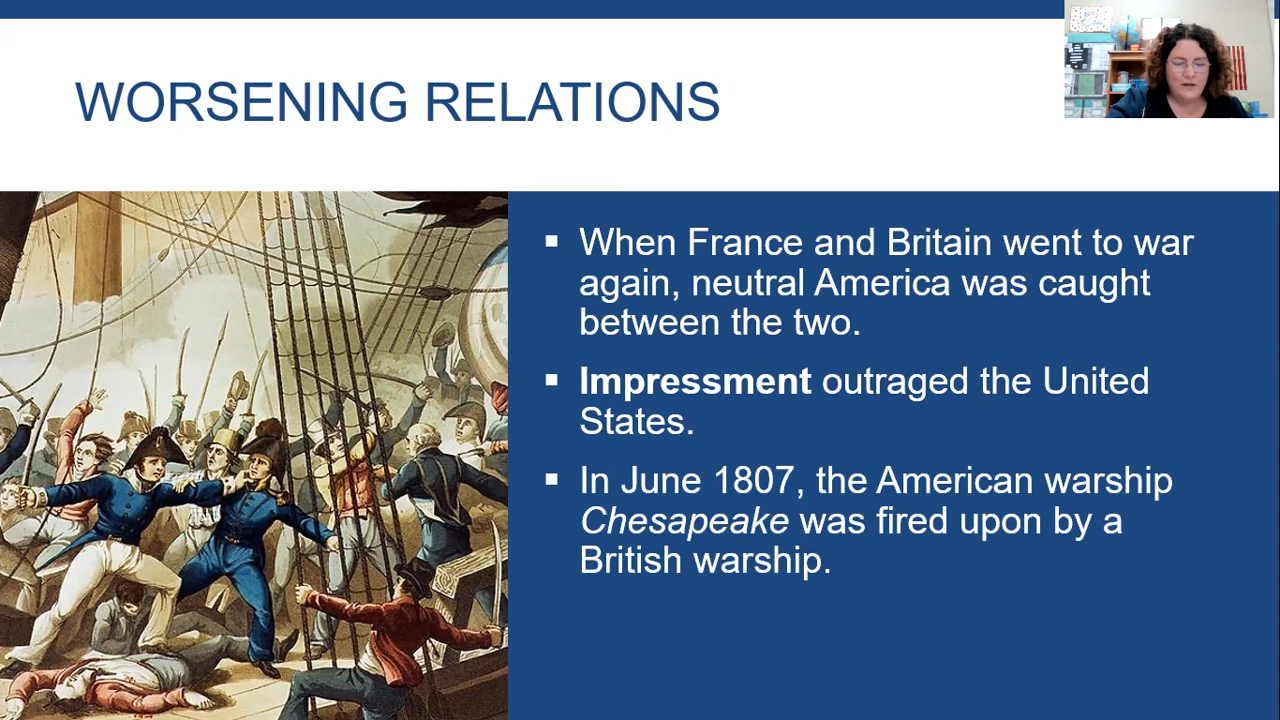 WORSENING RELATIONS
▪ When France and Britain went to war
again, neutral America was caught
between the two.
▪ Impressment outraged the United
States.
▪ In June 1807, the American warship
Chesapeake was fired upon by a
British warship.